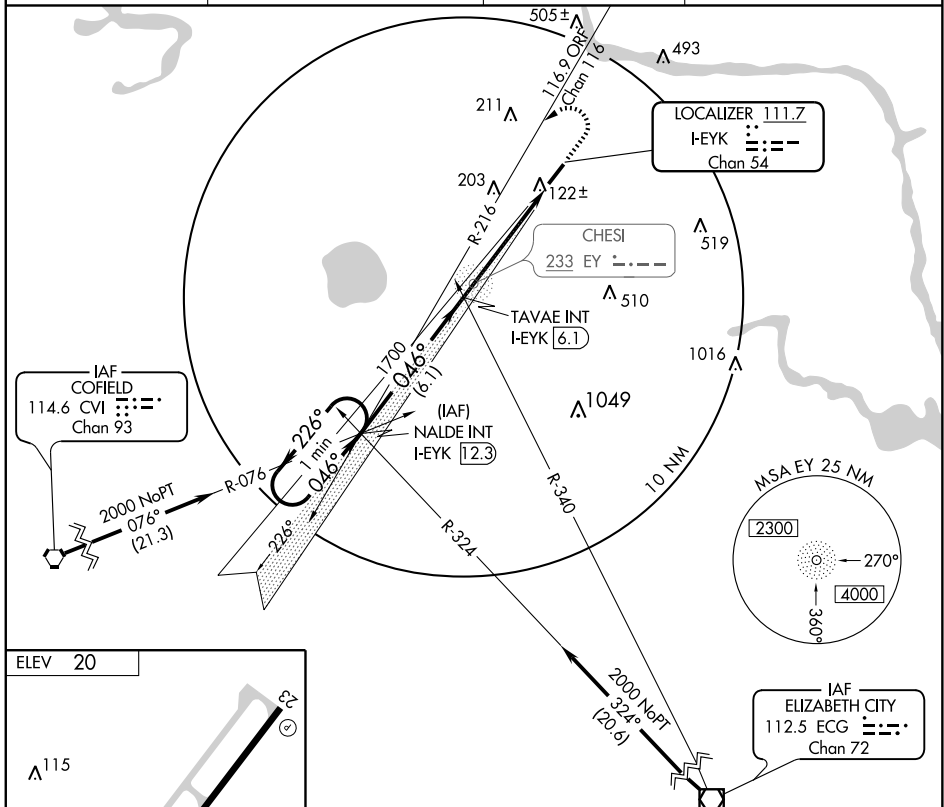 505±
493
116.9 ORF
Chan 116
211
LOCALIZER 111.7
I-EYK
Chan 54
203
122±
R-216
519
CHESI
233 EY
510
TAVAE INT
I-EYK 6.1
1016
1700
046°
(6.1)
IAF
COFIELD
114.6 CVI
Chan 93
1049
(IAF)
NALDE INT
I-EYK 12.3
226°
1 min
046°
R-076
2000 NoPT
076°
(21.3)
10 NM
R-340
R-324
226°
MSA EY 25 NM
2300
270°
4000
360°
ELEV 20
23
P
115
2000 NoPT
324°
(20.6)
IAF
ELIZABETH CITY
112.5 ECG
Chan 72